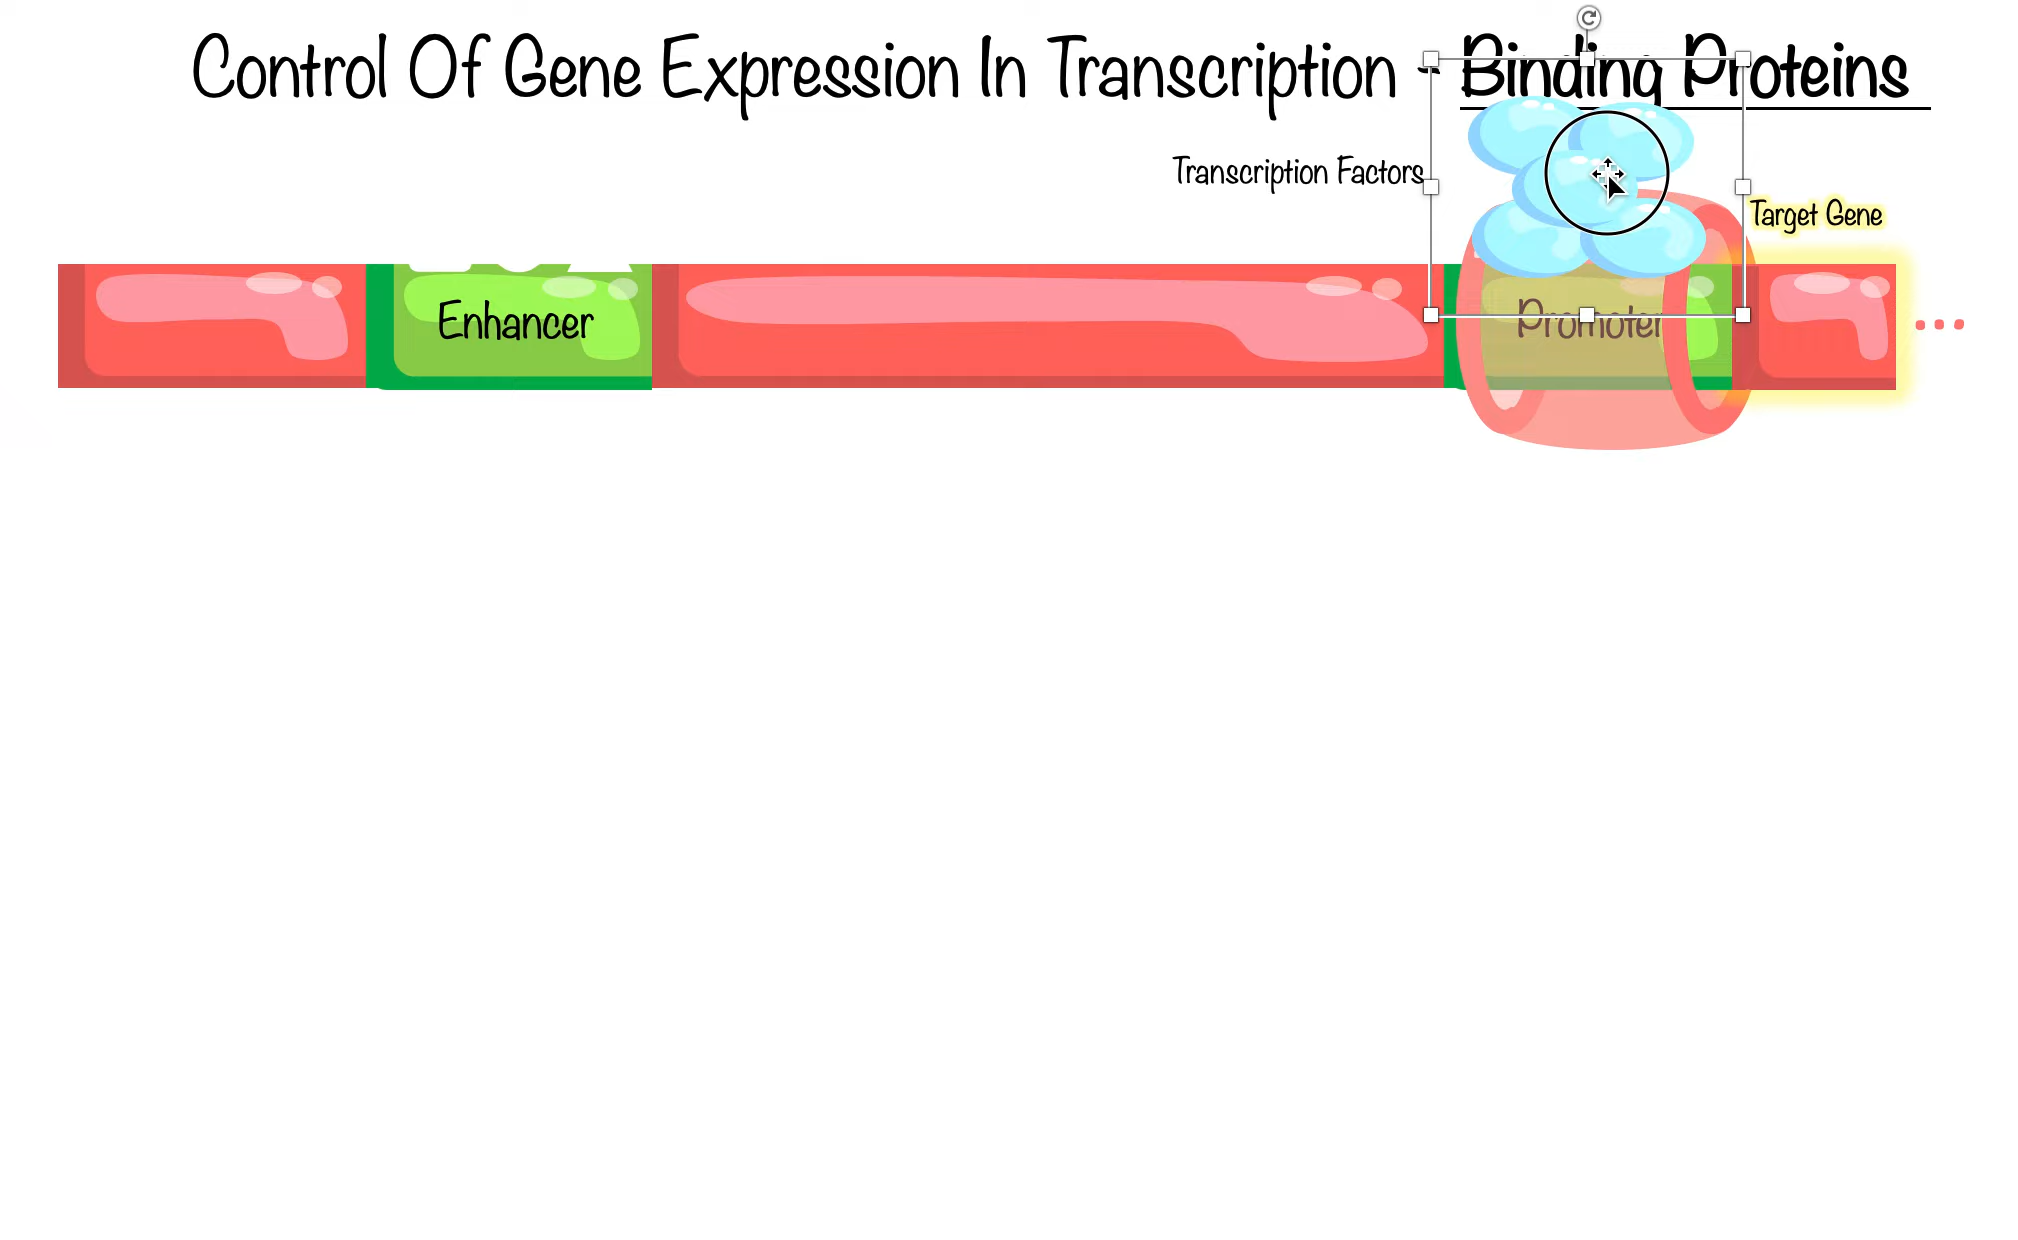 Control Of Gene Expression In Transcription - Binding Proteins
Transcription Factors
Target Gene
Enhancer
Promoter